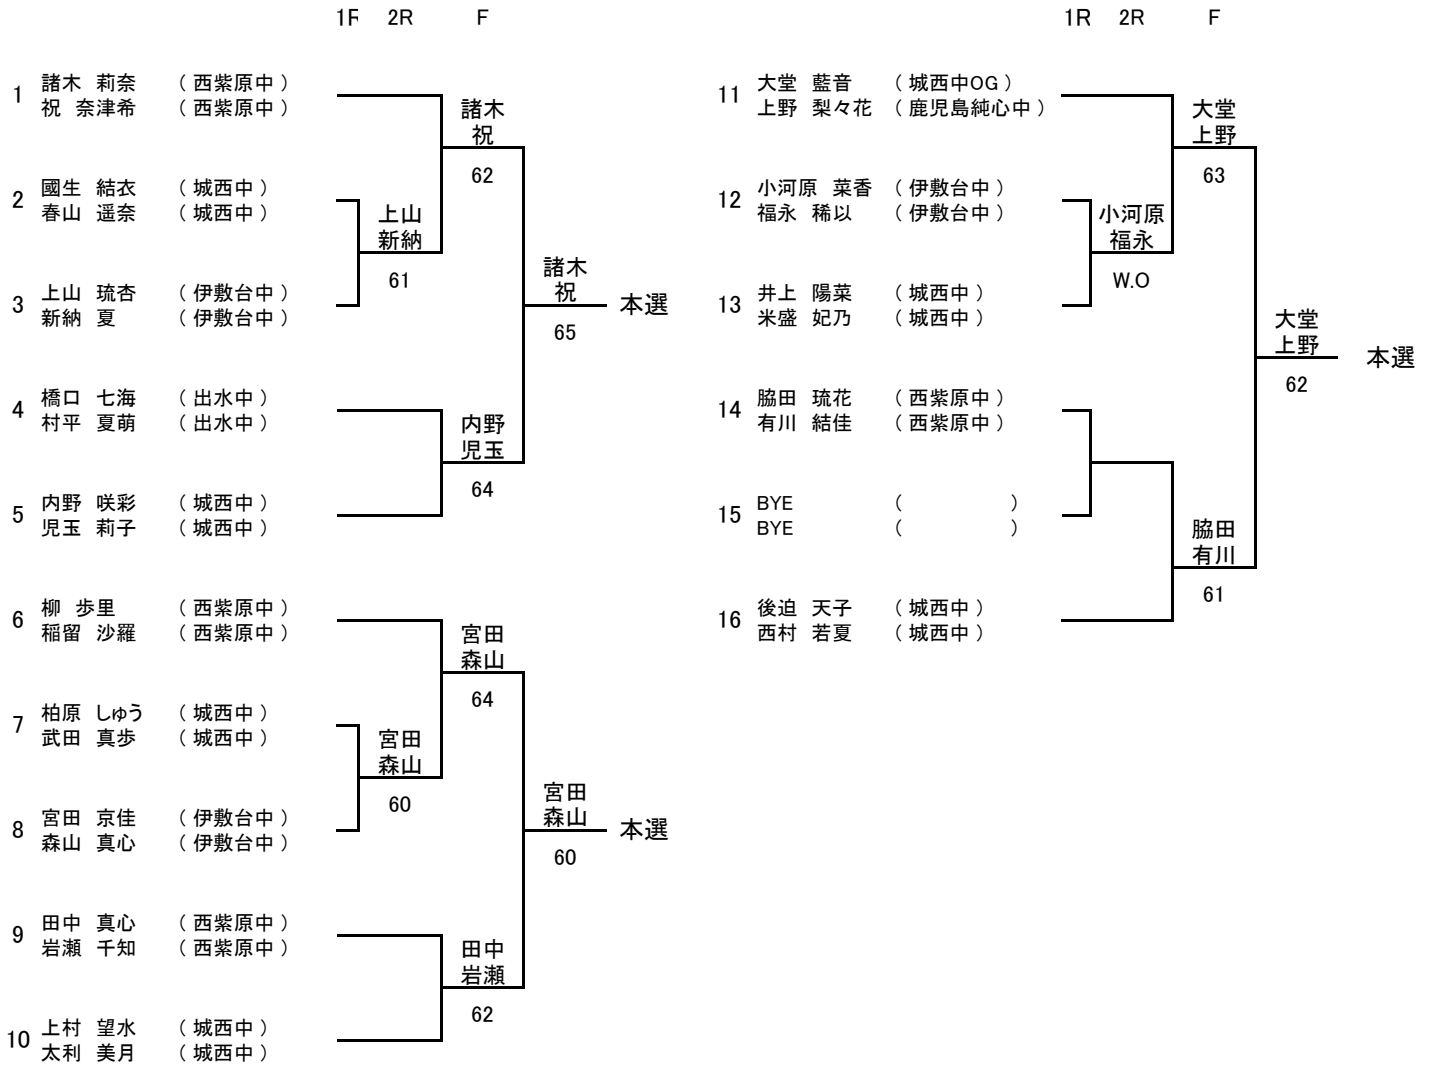 1R 2R F
1 諸木 莉奈 （ 西紫原中 ）
祝 奈津希 （ 西紫原中 ）
諸木
祝
62
2 國生 結衣 （ 城西中 ）
春山 遥奈 （ 城西中 ）
上山
新納
61
3 上山 琉杏 （ 伊敷台中 ）
新納 夏 （ 伊敷台中 ）
諸木
祝
65
本選
4 橋口 七海 （ 出水中 ）
村平 夏萌 （ 出水中 ）
内野
児玉
64
5 内野 咲彩 （ 城西中 ）
児玉 莉子 （ 城西中 ）
6 柳 歩里 （ 西紫原中 ）
稲留 沙羅 （ 西紫原中 ）
宮田
森山
64
7 柏原 しゅう （ 城西中 ）
武田 真歩 （ 城西中 ）
宮田
森山
60
8 宮田 京佳 （ 伊敷台中 ）
森山 真心 （ 伊敷台中 ）
宮田
森山
60
本選
9 田中 真心 （ 西紫原中 ）
岩瀬 千知 （ 西紫原中 ）
田中
岩瀬
62
10 上村 望水 （ 城西中 ）
太利 美月 （ 城西中 ）
1R 2R F
11 大堂 藍音 （ 城西中OG ）
上野 梨々花 （ 鹿児島純心中 ）
大堂
上野
63
12 小河原 菜香 （ 伊敷台中 ）
福永 稀以 （ 伊敷台中 ）
小河原
福永
W.O
13 井上 陽菜 （ 城西中 ）
米盛 妃乃 （ 城西中 ）
大堂
上野
62
本選
14 脇田 琉花 （ 西紫原中 ）
有川 結佳 （ 西紫原中 ）
15 BYE （ ）
BYE （ ）
脇田
有川
61
16 後迫 天子 （ 城西中 ）
西村 若夏 （ 城西中 ）